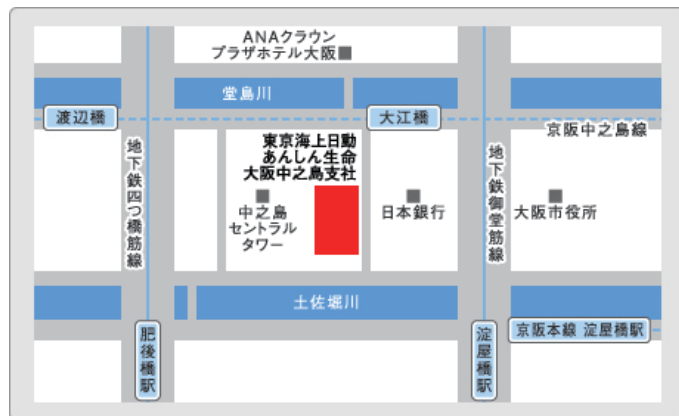 ANAクラウン
プラザホテル大阪
堂島川
渡辺橋
大江橋
京阪中之島線
東京海上日動
あんしん生命
大阪中之島支社
地下鉄四つ橋筋線
地下鉄御堂筋線
中之島
セントラル
タワー
日本銀行
大阪市役所
土佐堀川
肥後橋駅
淀屋橋駅
京阪本線 淀屋橋駅